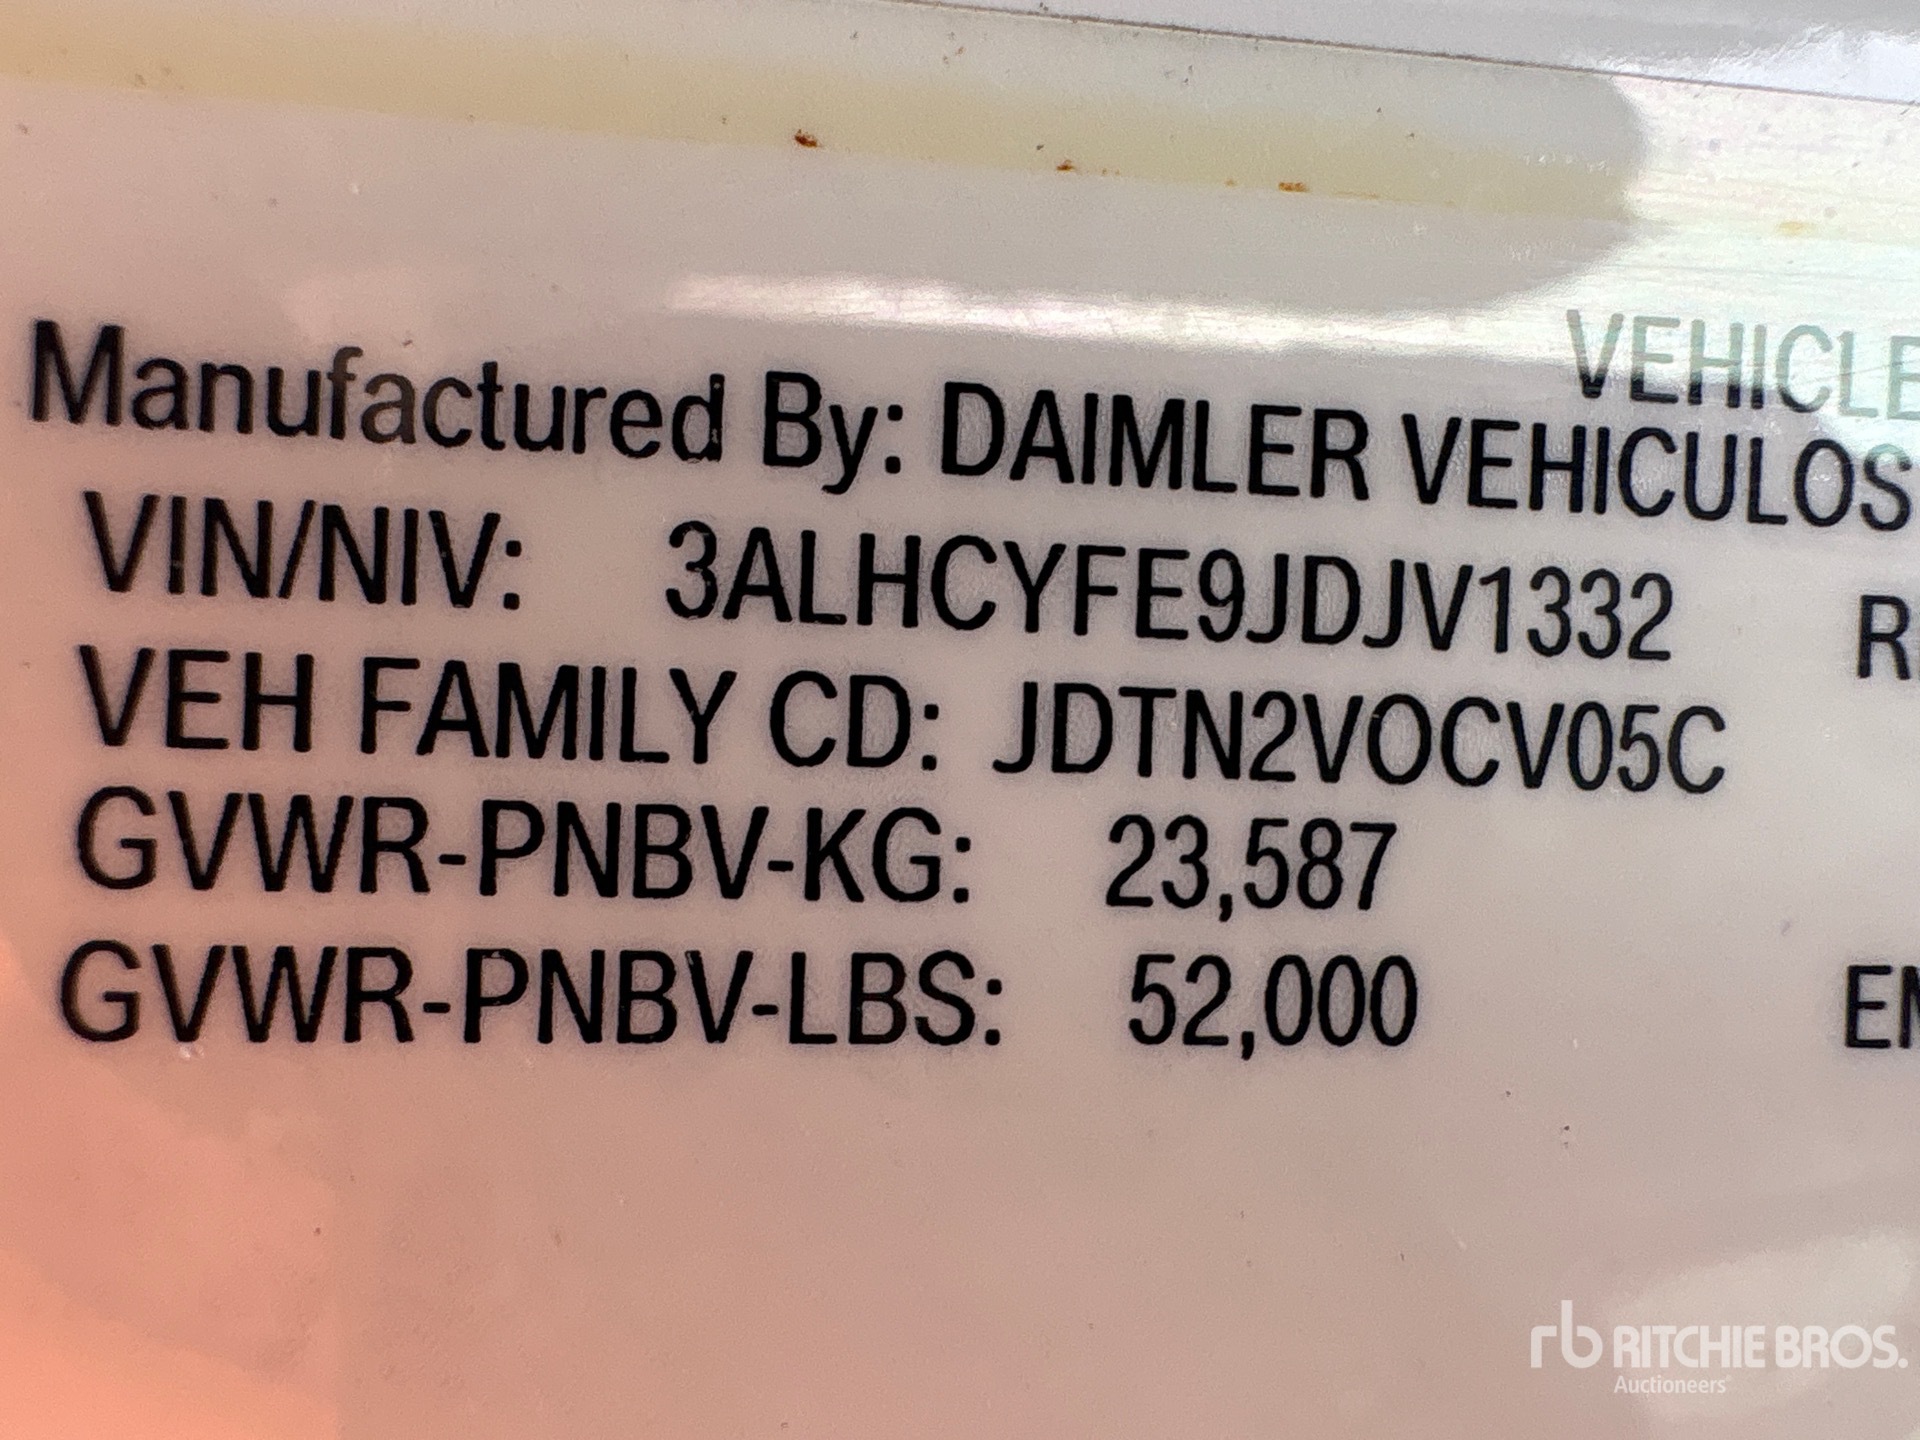 VEHICLE
Manufactured By: DAIMLER VEHICULOS
VIN/NIV: 3ALHCYFE9JDJV1332
VEH FAMILY CD: JDTN2VOCV05C
GVWR-PNBV-KG: 23,587
GVWR-PNBV-LBS: 52,000
rb RITCHIE BROS.
Auctioneers